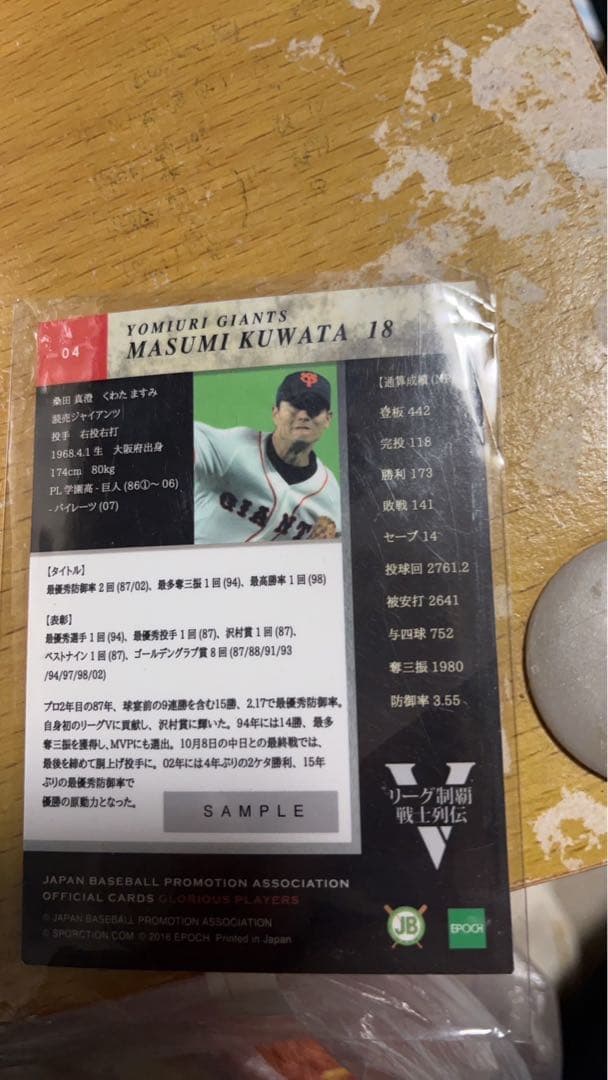 04
YOMIURI GIANTS
MASUMI KUWATA 18
桑田 真澄 くわた ますみ
読売ジャイアンツ
投手 右投右打
1968.4.1 生 大阪府出身
174cm 80kg
PL 学園高 - 巨人 (86①〜 06)
- パイレーツ (07)
GIANT
【通算成績 (N
登板 442
完投 118
勝利 173
敗戦 141
セーブ 14
投球回 2761.2
被安打 2641
与四球 752
奪三振 1980
防御率 3.55
【タイトル】
最優秀防御率 2 回 (87/02)、最多奪三振 1 回 (94)、最高勝率 1 回 (98)
【表彰】
最優秀選手 1 回 (94)、最優秀投手 1 回 (87)、沢村賞 1 回 (87)、
ベストナイン 1 回 (87)、ゴールデングラブ賞 8 回 (87/88/91/93
/94/97/98/02)
プロ2年目の87年、球宴前の9連勝を含む15勝、2.17で最優秀防御率。
自身初のリーグVに貢献し、沢村賞に輝いた。94年には14勝、最多
奪三振を獲得し、MVPにも選出。10月8日の中日との最終戦では、
最後を締めて胴上げ投手に。02年には4年ぶりの2ケタ勝利、15年
ぶりの最優秀防御率で
優勝の原動力となった。
SAMPLE
V
リーグ制覇
戦士列伝
JAPAN BASEBALL PROMOTION ASSOCIATION
OFFICIAL CARDS GLORIOUS PLAYERS
© JAPAN BASEBALL PROMOTION ASSOCIATION
© SPORCTION.COM © 2016 EPOCH Printed in Japan
JB
EPOCH